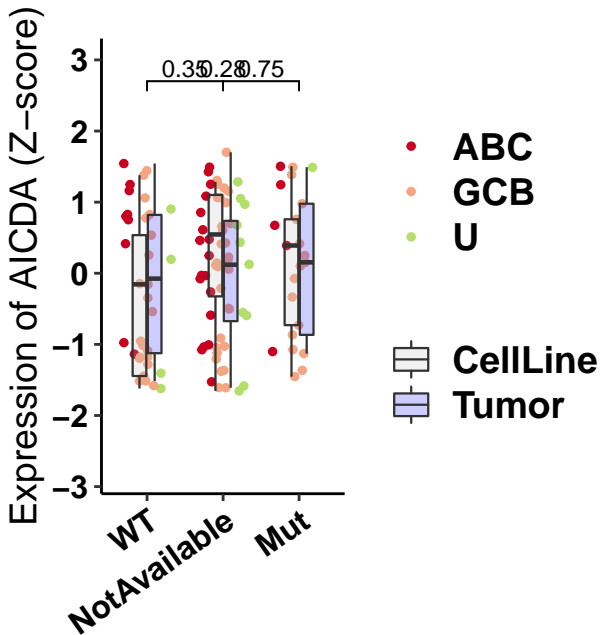 Expression of AICDA (Z−score)
3
2
1
0
−1
−2
−3
0.35
0.28
0.75
WT
NotAvailable
Mut
ABC
GCB
U
CellLine
Tumor